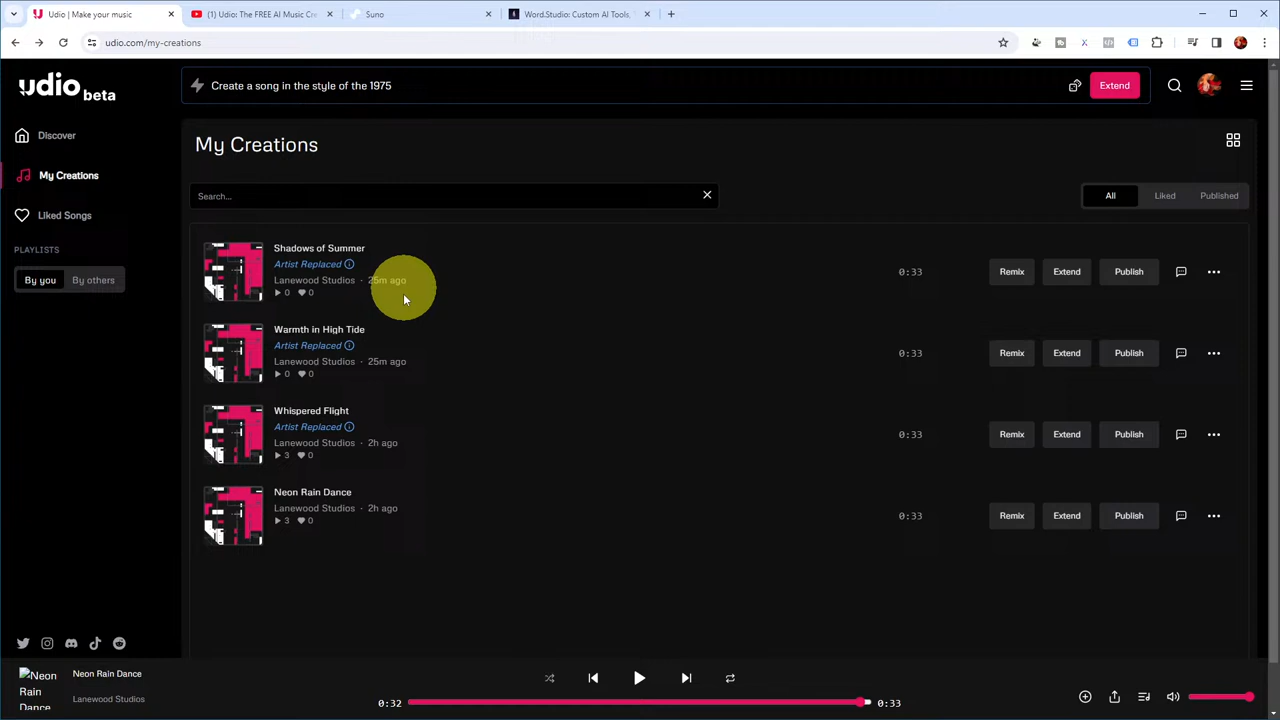 Udio | Make your music
(1) Udio: The FREE AI Music Cre
Suno
Word.Studio: Custom AI Tools,
udio.com/my-creations
udio beta
Create a song in the style of the 1975
Extend
Discover
My Creations
Liked Songs
PLAYLISTS
By you
By others
My Creations
Search...
All
Liked
Published
Shadows of Summer
Artist Replaced
Lanewood Studios • 25m ago
0
0
0:33
Remix
Extend
Publish
Warmth in High Tide
Artist Replaced
Lanewood Studios • 25m ago
0
0
0:33
Remix
Extend
Publish
Whispered Flight
Artist Replaced
Lanewood Studios • 2h ago
3
0
0:33
Remix
Extend
Publish
Neon Rain Dance
Lanewood Studios • 2h ago
3
0
0:33
Remix
Extend
Publish
Neon
Rain
Dance
Neon Rain Dance
Lanewood Studios
0:32
0:33